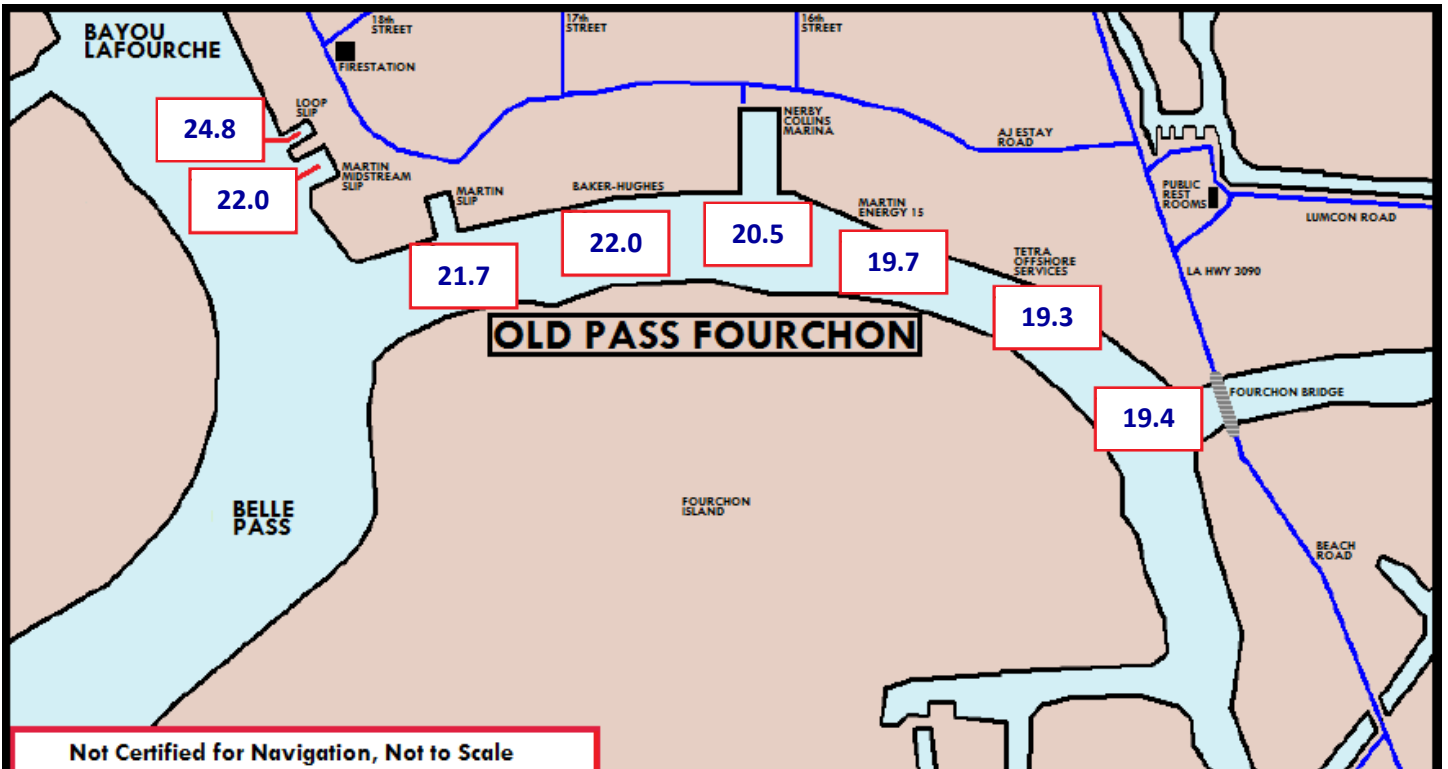 BAYOU
LAFOURCHE
18th
STREET
17th
STREET
16th
STREET
FIRESTATION
LOOP
SLIP
24.8
NERBY
COLLINS
MARINA
AJ ESTAY
ROAD
MARTIN
MIDSTREAM
SLIP
22.0
MARTIN
SLIP
BAKER-HUGHES
PUBLIC
REST
ROOMS
MARTIN
ENERGY 15
LUMCON ROAD
21.7
22.0
20.5
19.7
TETRA
OFFSHORE
SERVICES
LA HWY 3090
19.3
OLD PASS FOURCHON
FOURCHON BRIDGE
19.4
BELLE
PASS
FOURCHON
ISLAND
BEACH
ROAD
Not Certified for Navigation, Not to Scale